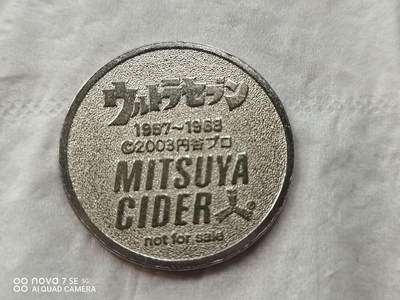 ウルトラセブン
1967~1968
©2003円谷プロ
MITSUYA
CIDER
not for sale
nova 7 SE 5G
AI QUAD CAMERA